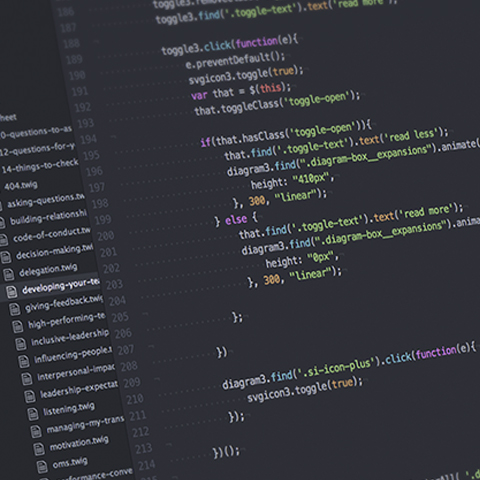 heet
0-questions-to-as
12-questions-for-y
14-things-to-check
404.twig
asking-questions.tw
building-relationshi
code-of-conduct.tw
decision-making.twi
delegation.twig
developing-your-te
giving-feedback.twig
high-performing-te
inclusive-leadership
influencing-people.t
interpersonal-impac
leadership-expectat
listening.twig
managing-my-trans
motivation.twig
oms.twig
rformance-conve
186
187
188
189
190
191
192
193
194
195
196
197
198
199
200
201
202
203
204
205
206
207
208
209
210
211
212
213
214
toggle3.find('.toggle-text').text('read more');
toggle3.click(function(e){
e.preventDefault();
svgicon3.toggle(true);
var that = $(this);
that.toggleClass('toggle-open');
if(that.hasClass('toggle-open')){
that.find('.toggle-text').text('read less');
diagram3.find(".diagram-box__expansions").animate(
height: "410px",
}, 300, "linear");
} else {
that.find('.toggle-text').text('read more');
diagram3.find(".diagram-box__expansions").anima
height: "0px",
}, 300, "linear");
};
})
diagram3.find('.si-icon-plus').click(function(e){
svgicon3.toggle(true);
});
})();